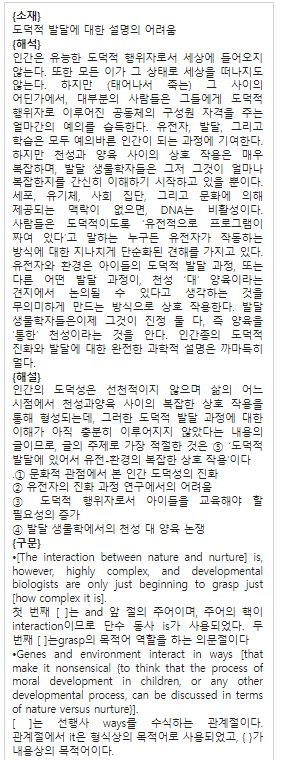 {소재}
도덕적 발달에 대한 설명의 어려움
{해석}
인간은 유능한 도덕적 행위자로서 세상에 들어오지
않는다. 또한 모든 이가 그 상태로 세상을 떠나지도
않는다. 하지만 (태어나서 죽는) 그 사이의
어딘가에서, 대부분의 사람들은 그들에게 도덕적
행위자로 이루어진 공동체의 구성원 자격을 주는
얼마간의 예의를 습득한다. 유전자, 발달, 그리고
학습은 모두 예의바른 인간이 되는 과정에 기여한다.
하지만 천성과 양육 사이의 상호 작용은 매우
복잡하며, 발달 생물학자들은 그저 그것이 얼마나
복잡한지를 간신히 이해하기 시작하고 있을 뿐이다.
세포, 유기체, 사회 집단, 그리고 문화에 의해
제공되는 맥락이 없으면, DNA는 비활성이다.
사람들은 도덕적이도록 '유전적으로 프로그램이
짜여 있다'고 말하는 누구든 유전자가 작동하는
방식에 대한 지나치게 단순화된 견해를 가지고 있다.
유전자와 환경은 아이들의 도덕적 발달 과정, 또는
다른 어떤 발달 과정이, 천성 '대' 양육이라는
견지에서 논의될 수 있다고 생각하는 것을
무의미하게 만드는 방식으로 상호 작용한다. 발달
생물학자들은이제 그것이 진정 둘 다, 즉 양육을
'통한' 천성이라는 것을 안다. 인간종의 도덕적
진화와 발달에 대한 완전한 과학적 설명은 까마득히
멀다.
{해설}
인간의 도덕성은 선천적이지 않으며 삶의 어느
시점에서 천성과양육 사이의 복잡한 상호 작용을
통해 형성되는데, 그러한 도덕적 발달 과정에 대한
이해가 아직 충분히 이루어지지 않았다는 내용의
글이므로, 글의 주제로 가장 적절한 것은 ⑤ '도덕적
발달에 있어서 유전-환경의 복잡한 상호 작용'이다
① 문화적 관점에서 본 인간 도덕성의 진화
② 유전자의 진화 과정 연구에서의 어려움
③ 도덕적 행위자로서 아이들을 교육해야 할
필요성의 증가
④ 발달 생물학에서의 천성 대 양육 논쟁
{구문}
•[The interaction between nature and nurture] is,
however, highly complex, and developmental
biologists are only just beginning to grasp just
[how complex it is].
첫 번째 [ ]는 and 앞 절의 주어이며, 주어의 핵이
interaction이므로 단수 동사 is가 사용되었다. 두
번째 [ ]는grasp의 목적어 역할을 하는 의문절이다
•Genes and environment interact in ways [that
make it nonsensical {to think that the process of
moral development in children, or any other
developmental process, can be discussed in terms
of nature versus nurture}].
[ ]는 선행사 ways를 수식하는 관계절이다.
관계절에서 it은 형식상의 목적어로 사용되었고, { }가
내용상의 목적어이다.